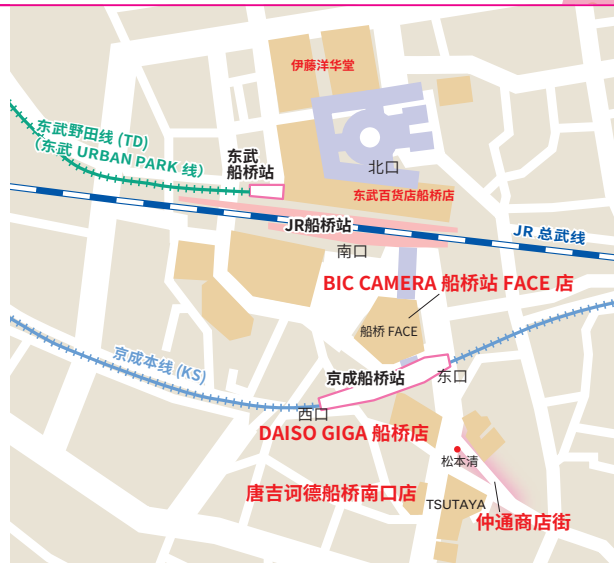 伊藤洋华堂
东武野田线 (TD)
（东武 URBAN PARK 线）
东武
船桥站
北口
东武百货店船桥店
JR船桥站
JR 总武线
南口
BIC CAMERA 船桥站 FACE 店
船桥 FACE
京成本线 (KS)
京成船桥站
东口
西口
DAISO GIGA 船桥店
松本清
唐吉诃德船桥南口店
TSUTAYA
仲通商店街